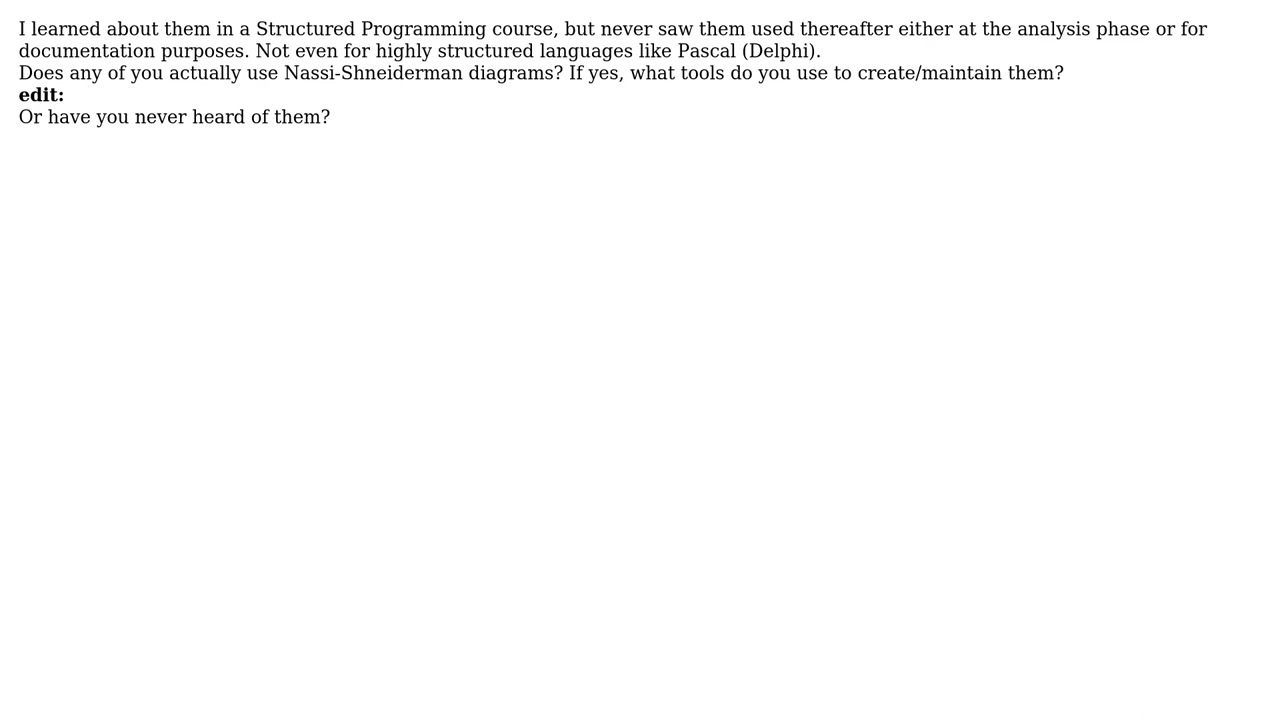 I learned about them in a Structured Programming course, but never saw them used thereafter either at the analysis phase or for
documentation purposes. Not even for highly structured languages like Pascal (Delphi).
Does any of you actually use Nassi-Shneiderman diagrams? If yes, what tools do you use to create/maintain them?
edit:
Or have you never heard of them?